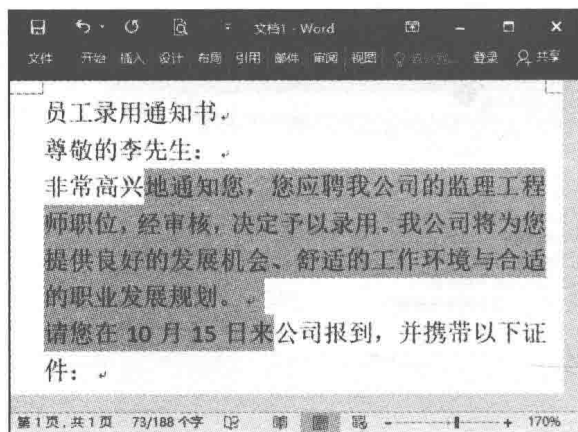 文档1 - Word
文件 开始 插入 设计 布局 引用 邮件 审阅 视图 登录 共享
员工录用通知书
尊敬的李先生：
非常高兴地通知您，您应聘我公司的监理工程
师职位，经审核，决定予以录用。我公司将为您
提供良好的发展机会、舒适的工作环境与合适
的职业发展规划。
请您在 10 月 15 日来公司报到，并携带以下证
件：
第 1 页，共 1 页 73/188 个字 170%